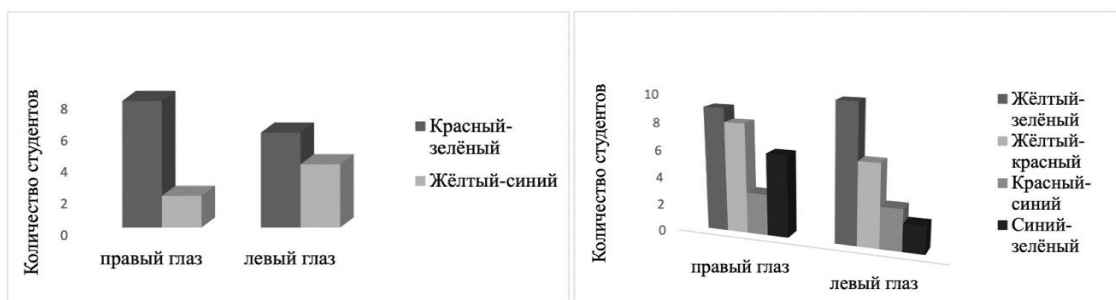 Количество студентов
8
6
4
2
0
правый глаз
левый глаз
Красный-
зелёный
Жёлтый-синий
Количество студентов
10
8
6
4
2
0
правый глаз
левый глаз
Жёлтый-
зелёный
Жёлтый-
красный
Красный-
синий
Синий-
зелёный